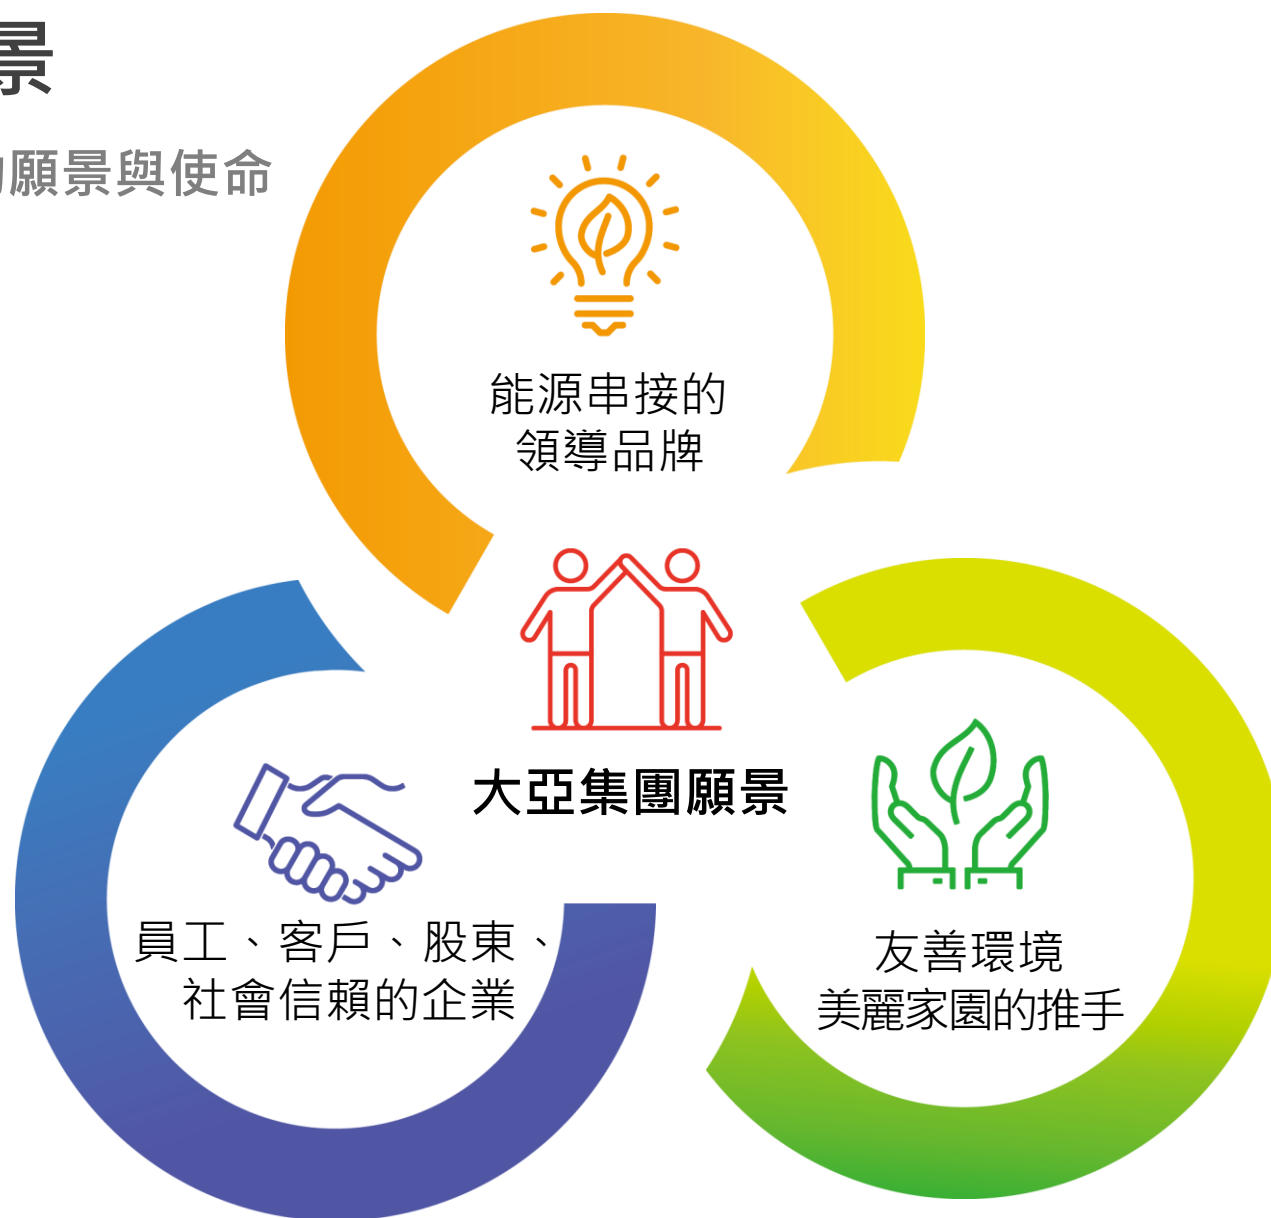 景
願景與使命
能源串接的
領導品牌
大亞集團願景
員工、客戶、股東、
社會信賴的企業
友善環境
美麗家園的推手